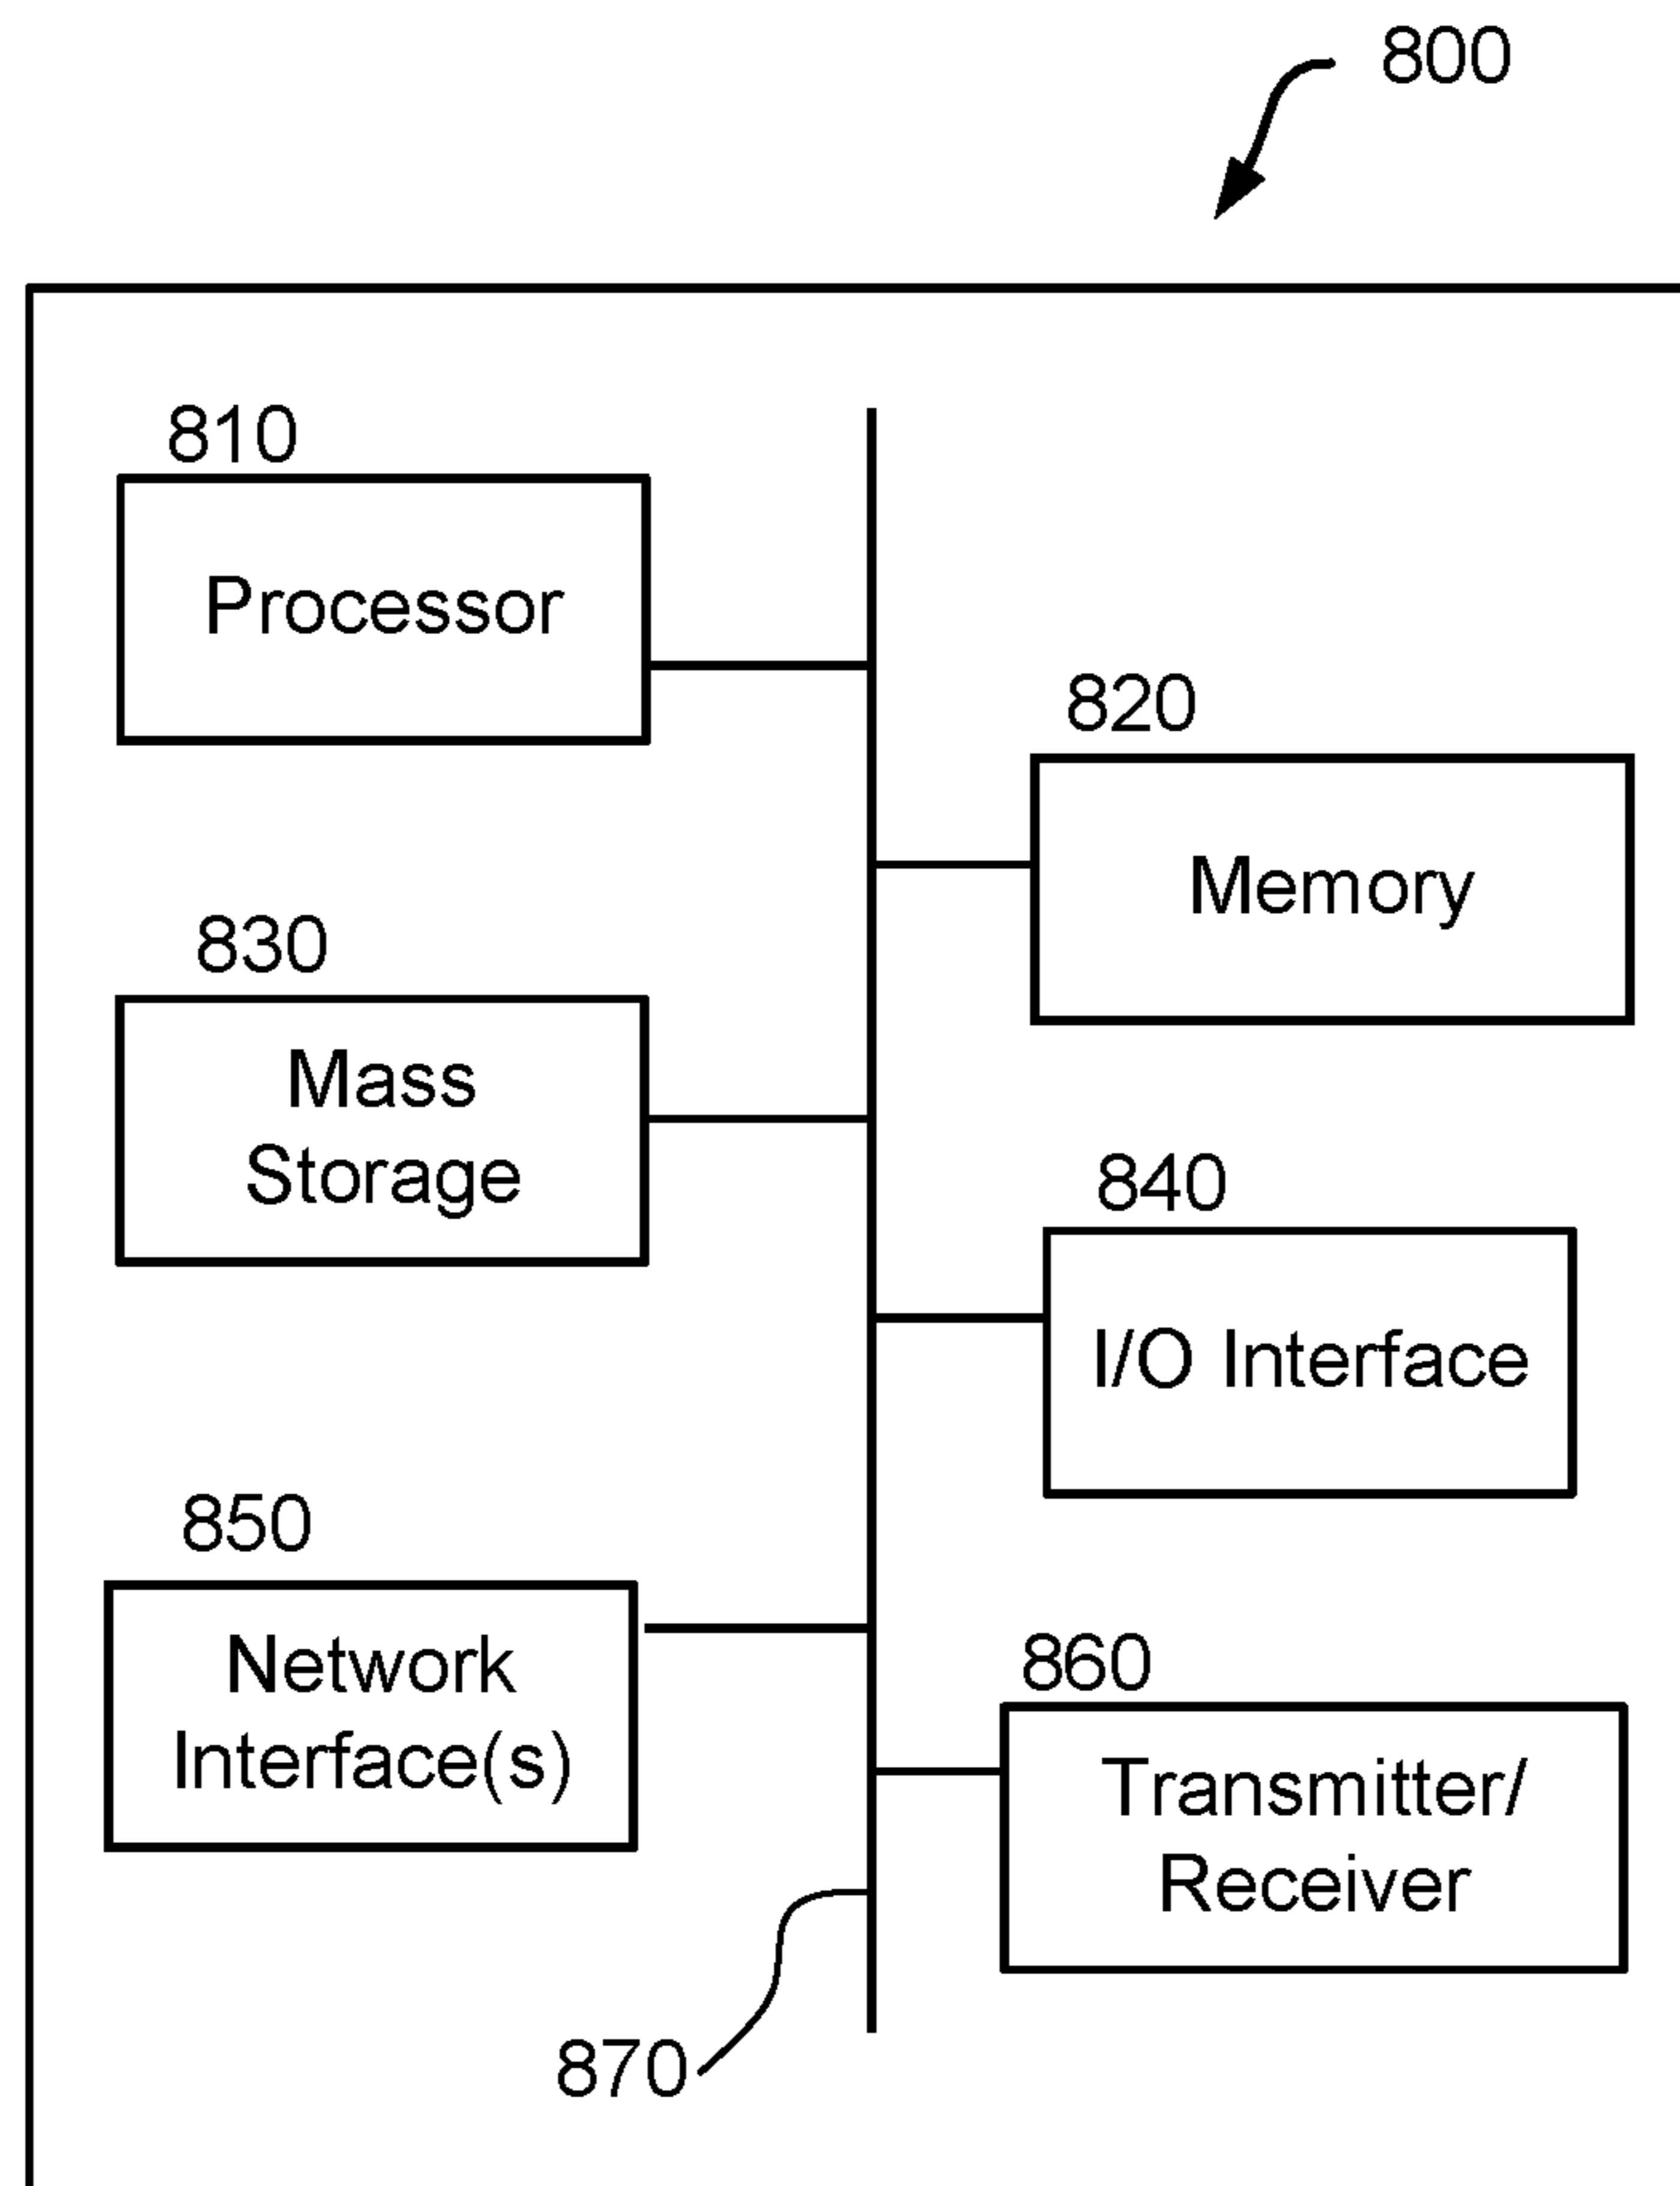 800
810
Processor
820
Memory
830
Mass
Storage
840
I/O Interface
850
Network
Interface(s)
860
Transmitter/
Receiver
870